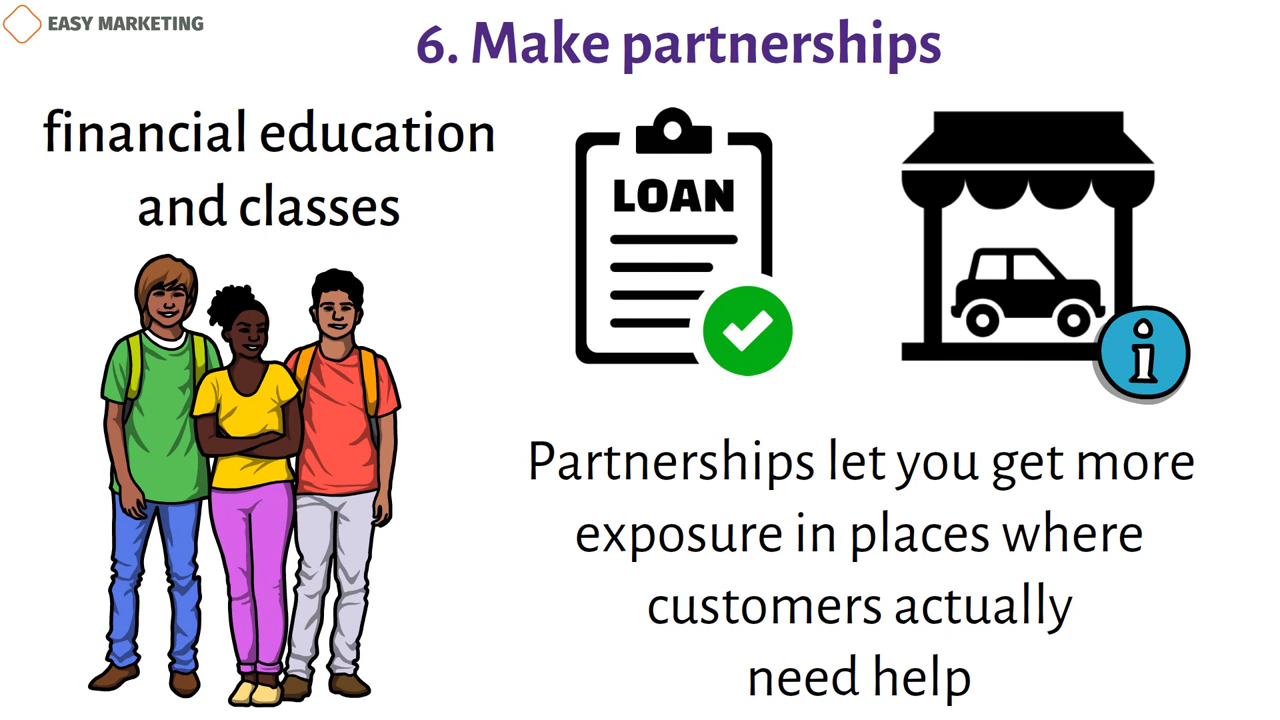 EASY MARKETING
6. Make partnerships
financial education
and classes
LOAN
i
Partnerships let you get more
exposure in places where
customers actually
need help